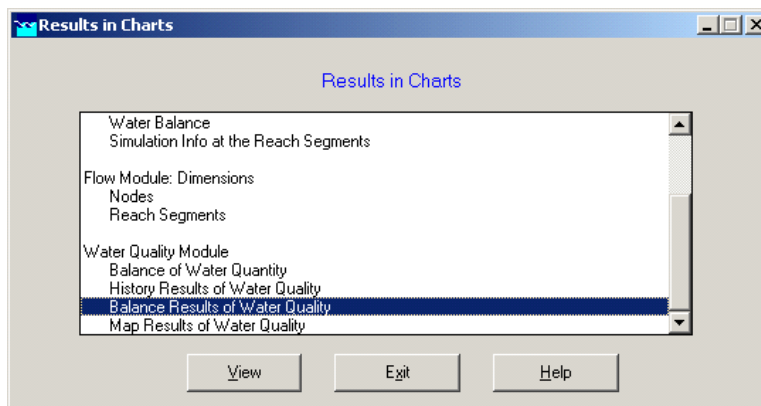 Results in Charts
Results in Charts
Water Balance
Simulation Info at the Reach Segments
Flow Module: Dimensions
Nodes
Reach Segments
Water Quality Module
Balance of Water Quantity
History Results of Water Quality
Balance Results of Water Quality
Map Results of Water Quality
View Exit Help